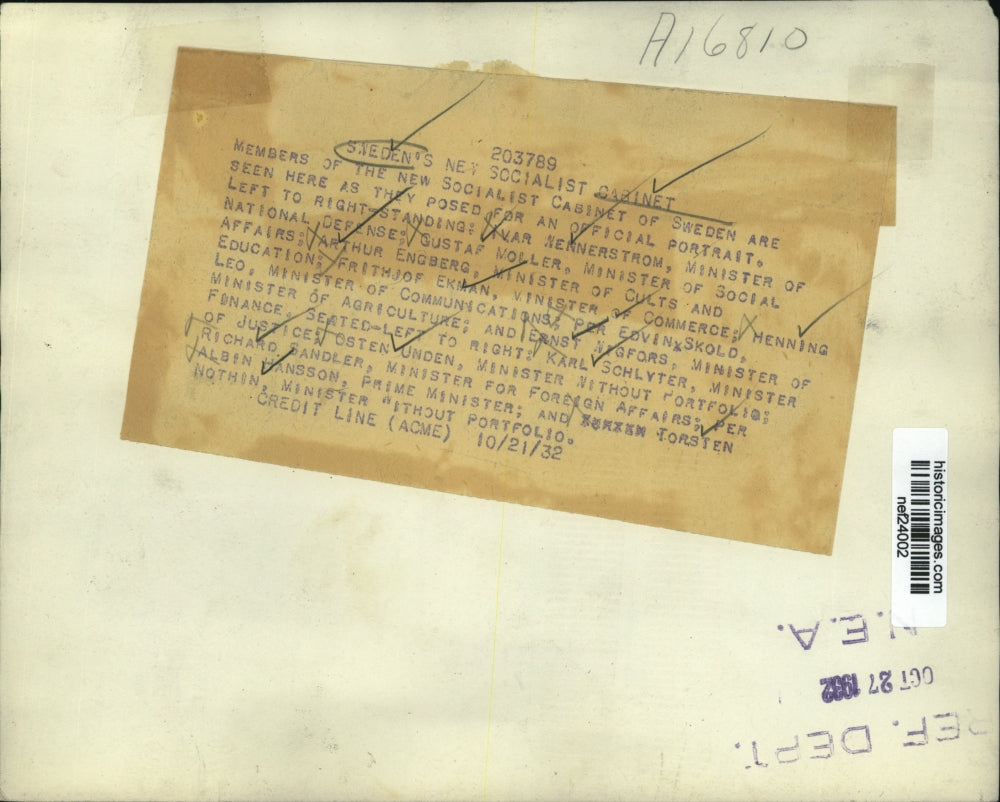 A16810
203789
SWEDEN'S NEW SOCIALIST CABINET
MEMBERS OF THE NEW SOCIALIST CABINET OF SWEDEN ARE
SEEN HERE AS THEY POSED FOR AN OFFICIAL PORTRAIT.
LEFT TO RIGHT-STANDING: IVAR WENNERSTROM, MINISTER OF
NATIONAL DEFENSE; GUSTAF MOLLER, MINISTER OF SOCIAL
AFFAIRS; ARTHUR ENGBERG, MINISTER OF CULTS AND
EDUCATION; FRITHJOF EKMAN, MINISTER OF COMMERCE; HENNING
LEO, MINISTER OF COMMUNICATIONS; PER EDVIN SKOLD,
MINISTER OF AGRICULTURE; AND ERNST WIGFORS, MINISTER OF
FINANCE. SEATED-LEFT TO RIGHT: KARL SCHLYTER, MINISTER
OF JUSTICE; OSTEN UNDEN, MINISTER WITHOUT PORTFOLIO;
RICHARD SANDLER, MINISTER FOR FOREIGN AFFAIRS; PER
ALBIN HANSSON, PRIME MINISTER; AND TORSTEN
NOTHIN, MINISTER WITHOUT PORTFOLIO.
CREDIT LINE (ACME) 10/21/32
historicimages.com
nef24002
N.E.A.
OCT 27 1932
REF. DEPT.